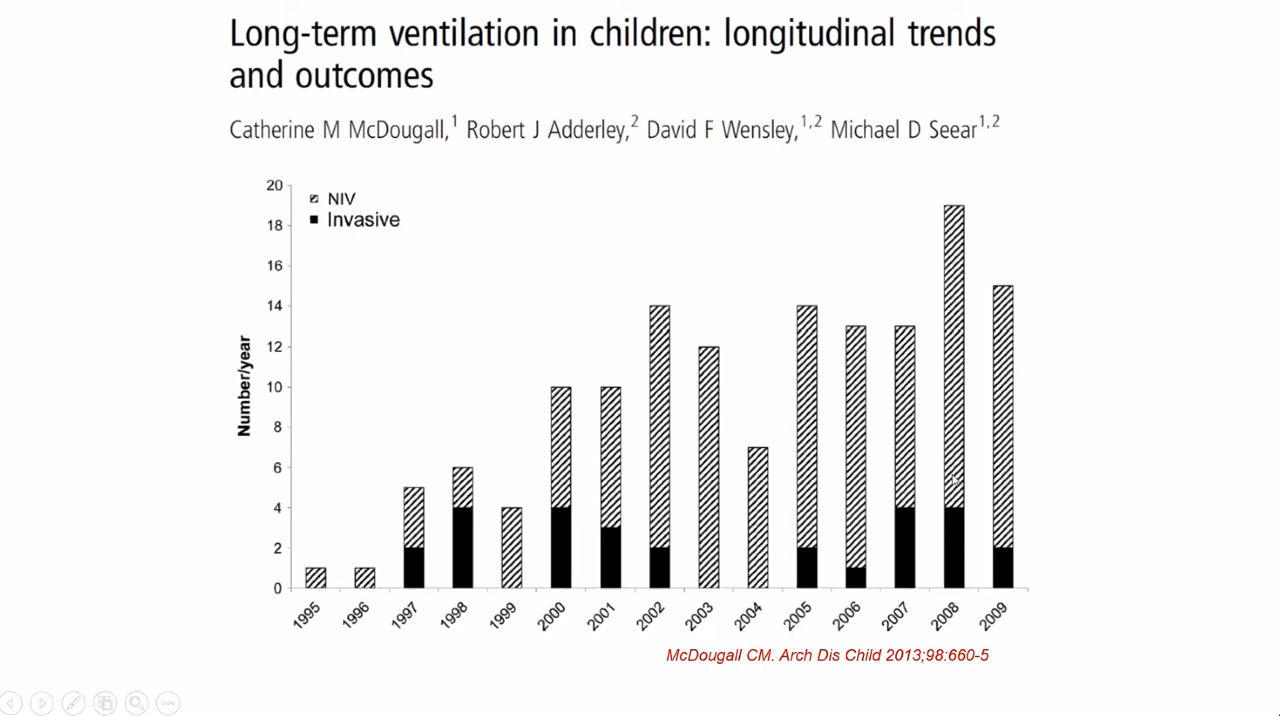 Long-term ventilation in children: longitudinal trends
and outcomes
Catherine M McDougall,1 Robert J Adderley,2 David F Wensley,1,2 Michael D Seear1,2
NIV
Invasive
Number/year
20
18
16
14
12
10
8
6
4
2
0
1995 1996 1997 1998 1999 2000 2001 2002 2003 2004 2005 2006 2007 2008 2009
McDougall CM. Arch Dis Child 2013;98:660-5